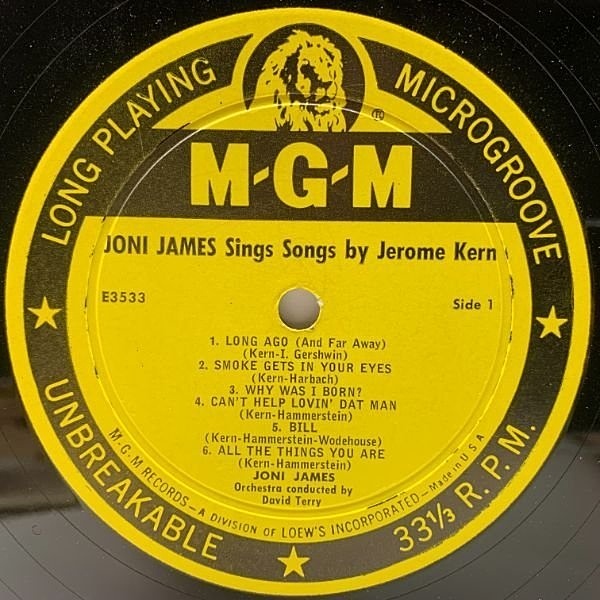 LONG PLAYING
MICROGROOVE
®
M-G-M
JONI JAMES Sings Songs by Jerome Kern
E3533
Side 1
1. LONG AGO (And Far Away)
(Kern-I. Gershwin)
2. SMOKE GETS IN YOUR EYES
(Kern-Harbach)
3. WHY WAS I BORN?
4. CAN'T HELP LOVIN' DAT MAN
(Kern-Hammerstein)
5. BILL
(Kern-Hammerstein-Wodehouse)
6. ALL THE THINGS YOU ARE
(Kern-Hammerstein)
JONI JAMES
Orchestra conducted by
David Terry
M-G-M RECORDS—A DIVISION OF LOEW'S INCORPORATED—Made in U S A
UNBREAKABLE
33⅓ R.P.M.